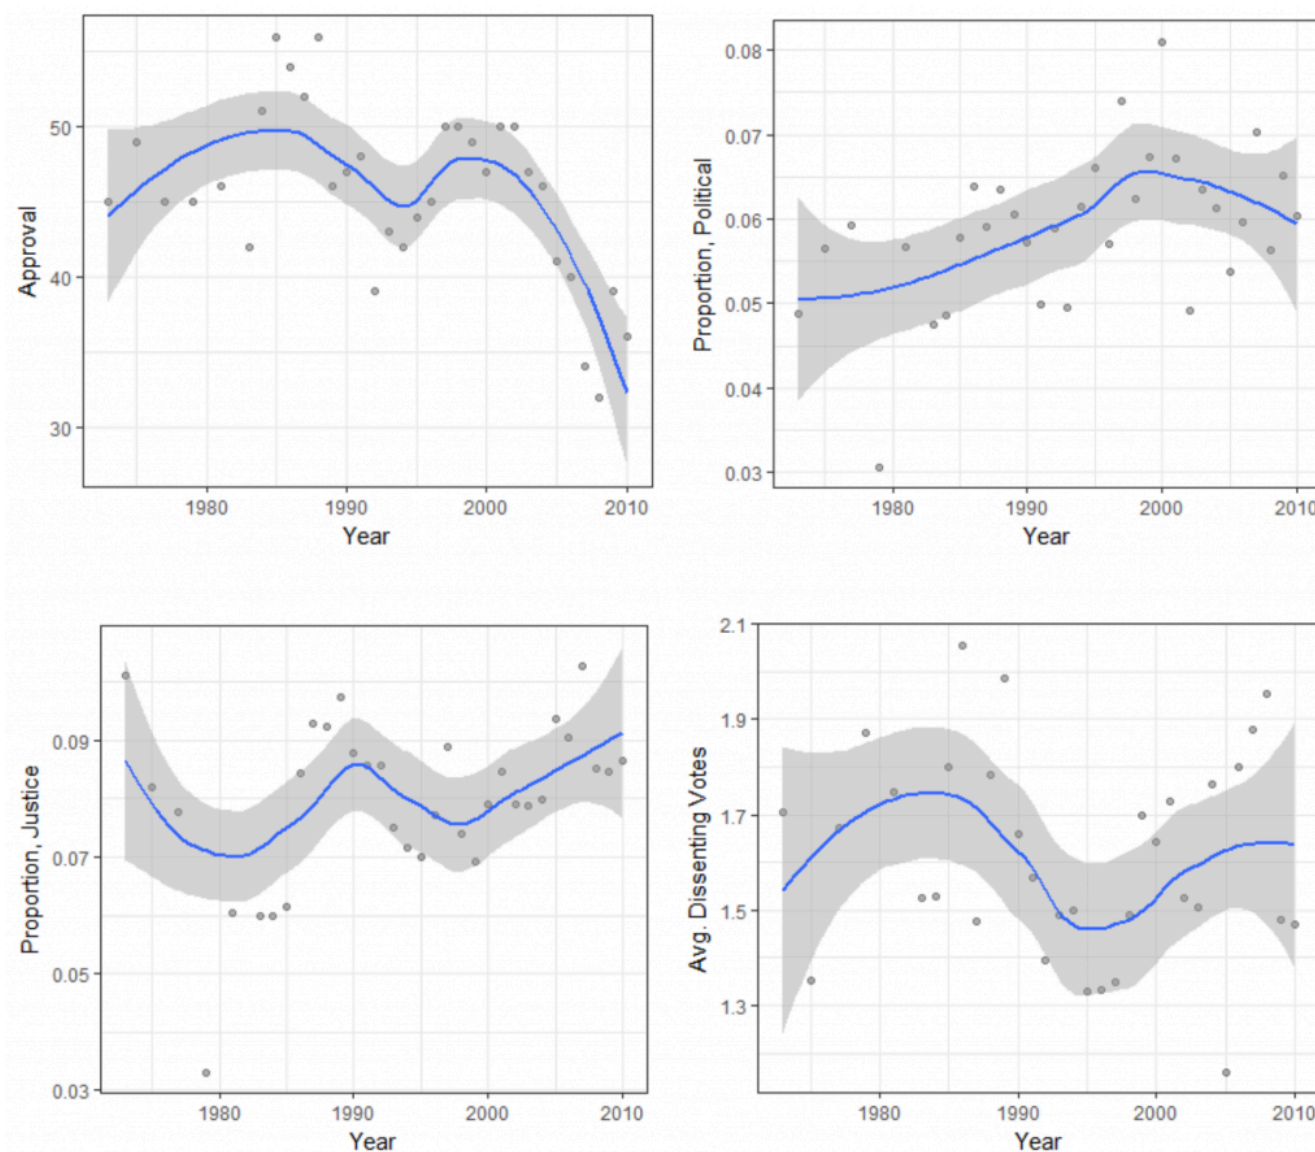 Approval
50
40
30
1980 1990 2000 2010
Year
Proportion, Political
0.08
0.07
0.06
0.05
0.04
0.03
1980 1990 2000 2010
Year
Proportion, Justice
0.09
0.07
0.05
0.03
1980 1990 2000 2010
Year
Avg. Dissenting Votes
2.1
1.9
1.7
1.5
1.3
1980 1990 2000 2010
Year